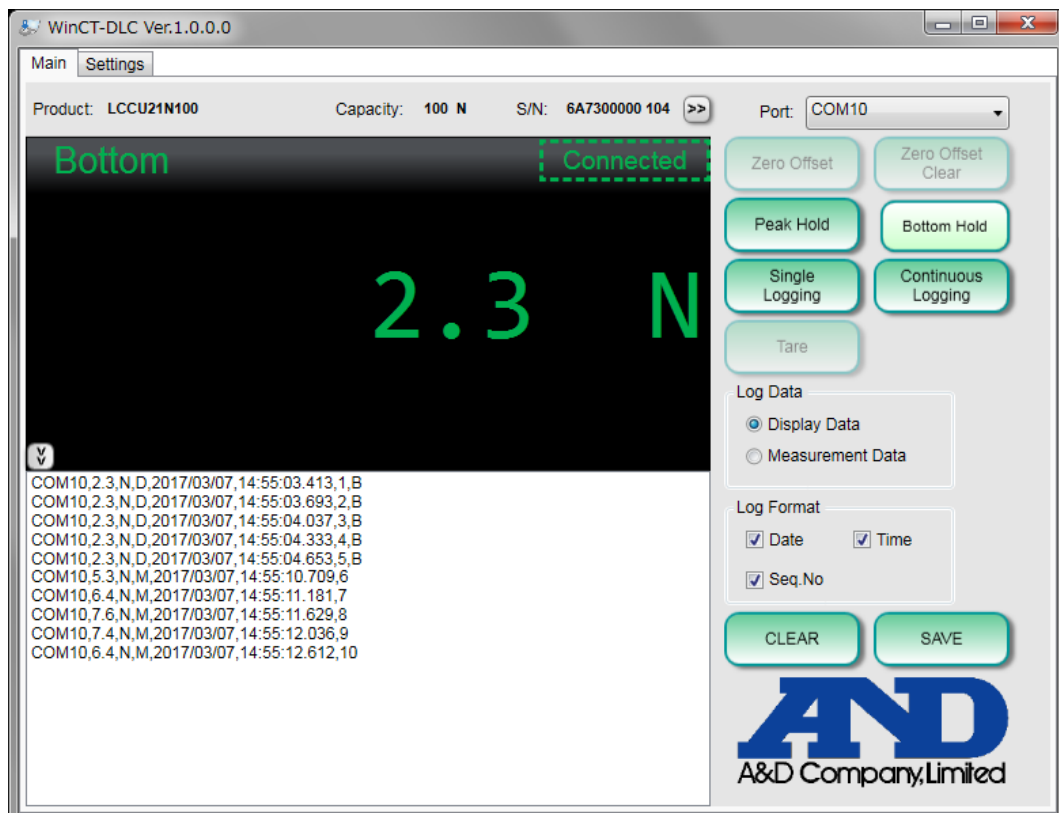 WinCT-DLC Ver.1.0.0.0
Main Settings
Product: LCCU21N100 Capacity: 100 N S/N: 6A7300000 104 >> Port: COM10
Bottom Connected
Zero Offset
Zero Offset
Clear
Peak Hold
Bottom Hold
2.3 N
Single
Logging
Continuous
Logging
Tare
Log Data
Display Data
Measurement Data
COM10,2.3,N,D,2017/03/07,14:55:03.413,1,B
COM10,2.3,N,D,2017/03/07,14:55:03.693,2,B
COM10,2.3,N,D,2017/03/07,14:55:04.037,3,B
COM10,2.3,N,D,2017/03/07,14:55:04.333,4,B
COM10,2.3,N,D,2017/03/07,14:55:04.653,5,B
COM10,5.3,N,M,2017/03/07,14:55:10.709,6
COM10,6.4,N,M,2017/03/07,14:55:11.181,7
COM10,7.6,N,M,2017/03/07,14:55:11.629,8
COM10,7.4,N,M,2017/03/07,14:55:12.036,9
COM10,6.4,N,M,2017/03/07,14:55:12.612,10
Log Format
Date Time
Seq.No
CLEAR SAVE
AND
A&D Company,Limited